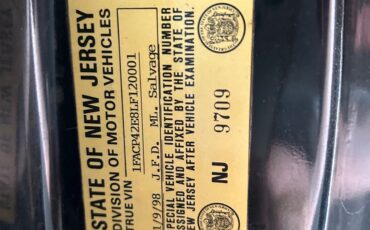 STATE OF NEW JERSEY
DIVISION OF MOTOR VEHICLES
TRUE VIN 1FACP42E8LF120001
1/9/98 J.F.D. ML. Salvage
SPECIAL VEHICLE IDENTIFICATION NUMBER
ASSIGNED AND AFFIXED BY THE STATE OF
NEW JERSEY AFTER VEHICLE EXAMINATION.
NJ 9709